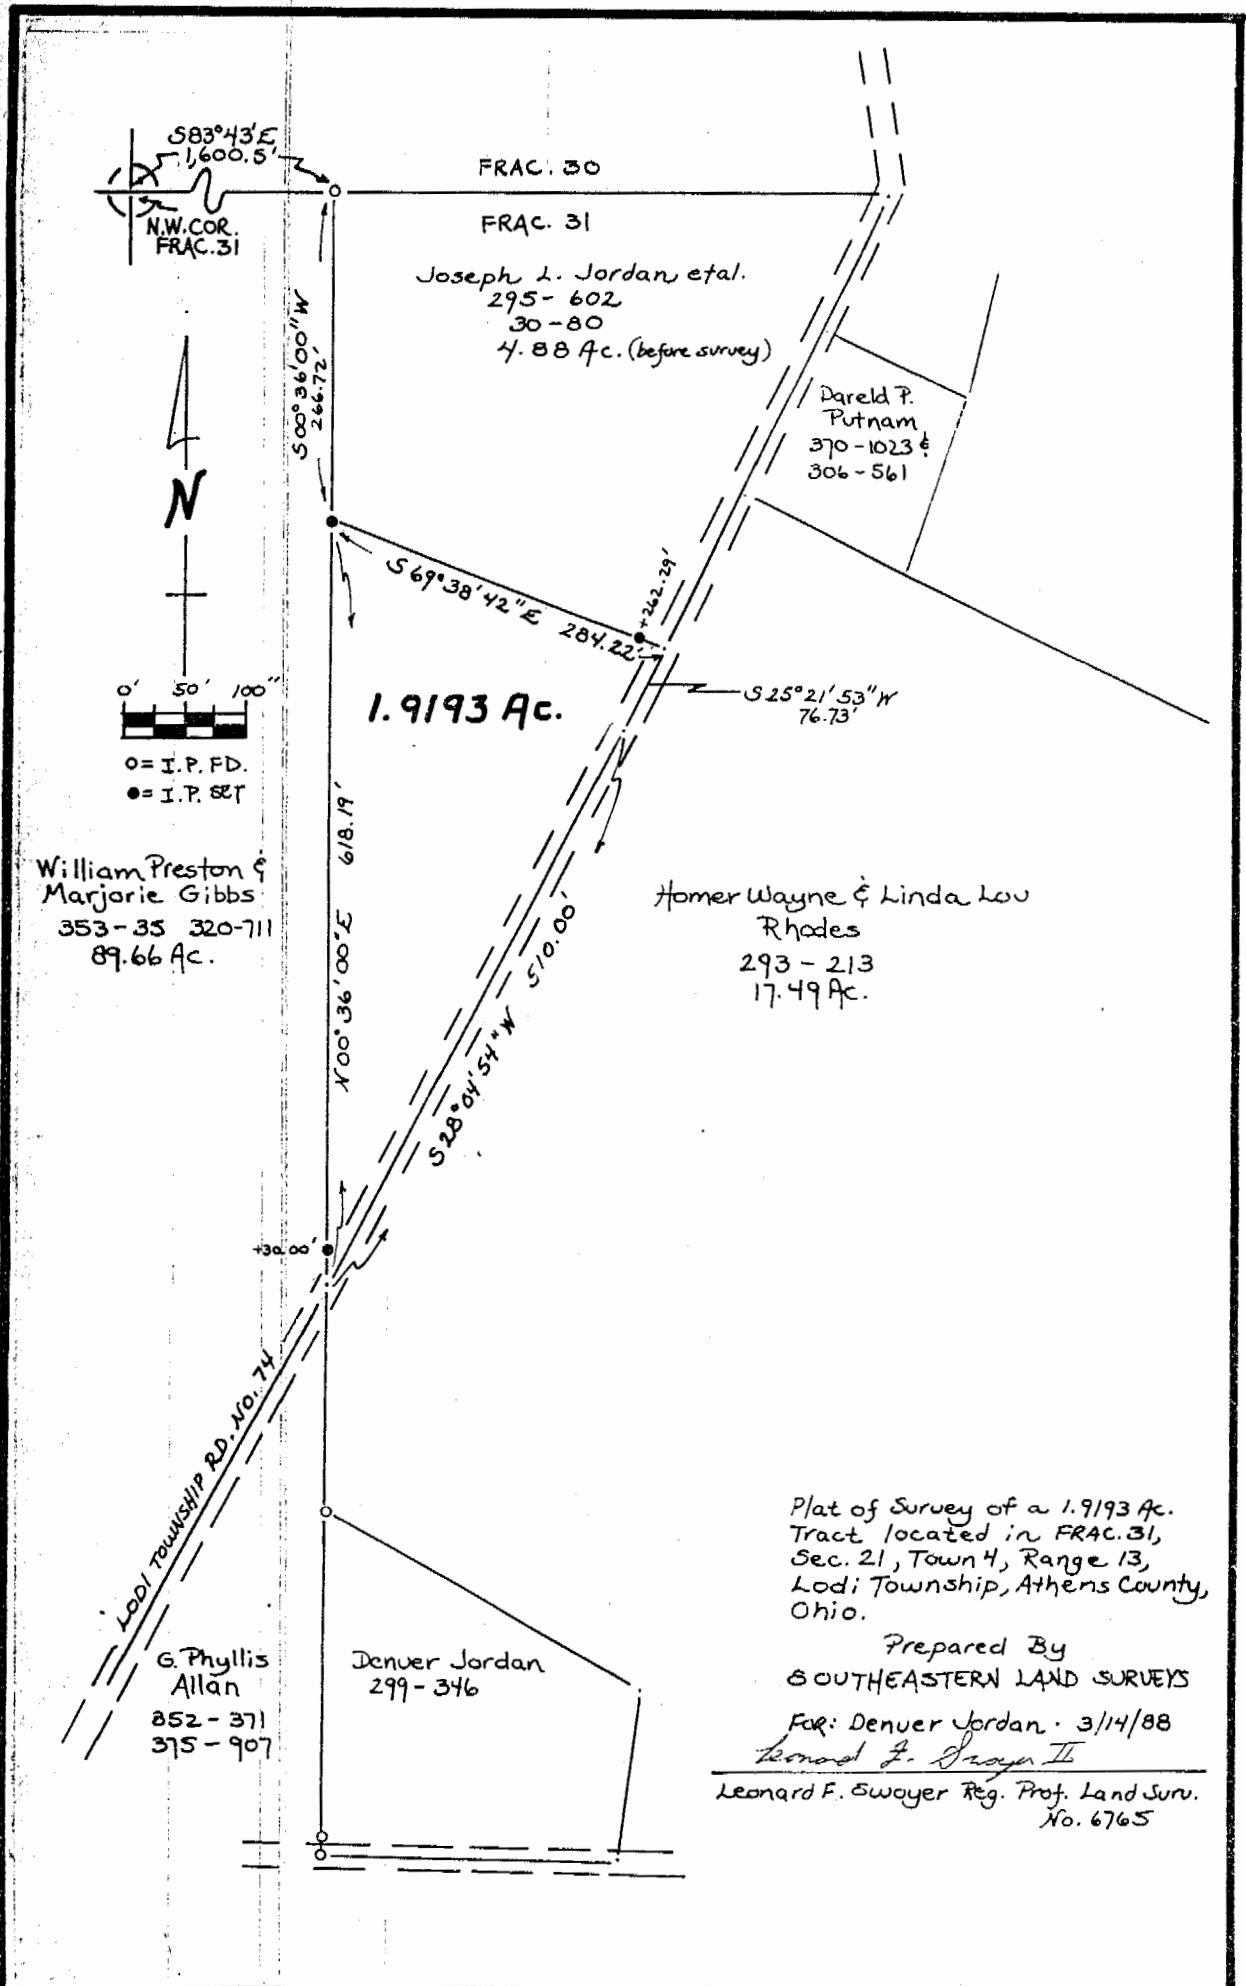 S83°43'E
1,600.5'
N.W. COR.
FRAC. 31
FRAC. 30
FRAC. 31
Joseph L. Jordan etal.
295-602
30-80
4.88 Ac. (before survey)
S00°36'00"W
266.72'
Dareld P.
Putnam
370-1023 &
306-561
N
S69°38'42"E 284.22'
+262.29'
S25°21'53"W
76.73'
1.9193 Ac.
0' 50' 100"
O= I.P. FD.
●= I.P. SET
N00°36'00"E 618.19'
William Preston &
Marjorie Gibbs
353-35 320-711
89.66 Ac.
Homer Wayne & Linda Lou
Rhodes
293-213
17.49 Ac.
S28°04'54"W 510.00'
+30.00'
LODI TOWNSHIP RD. NO. 74
G. Phyllis
Allan
352-371
375-907
Denver Jordan
299-346
Plat of Survey of a 1.9193 Ac.
Tract located in FRAC. 31,
Sec. 21, Town 4, Range 13,
Lodi Township, Athens County,
Ohio.
Prepared By
SOUTHEASTERN LAND SURVEYS
FOR: Denver Jordan · 3/14/88
Leonard F. Swoyer II
Leonard F. Swoyer Reg. Prof. Land Surv.
No. 6765